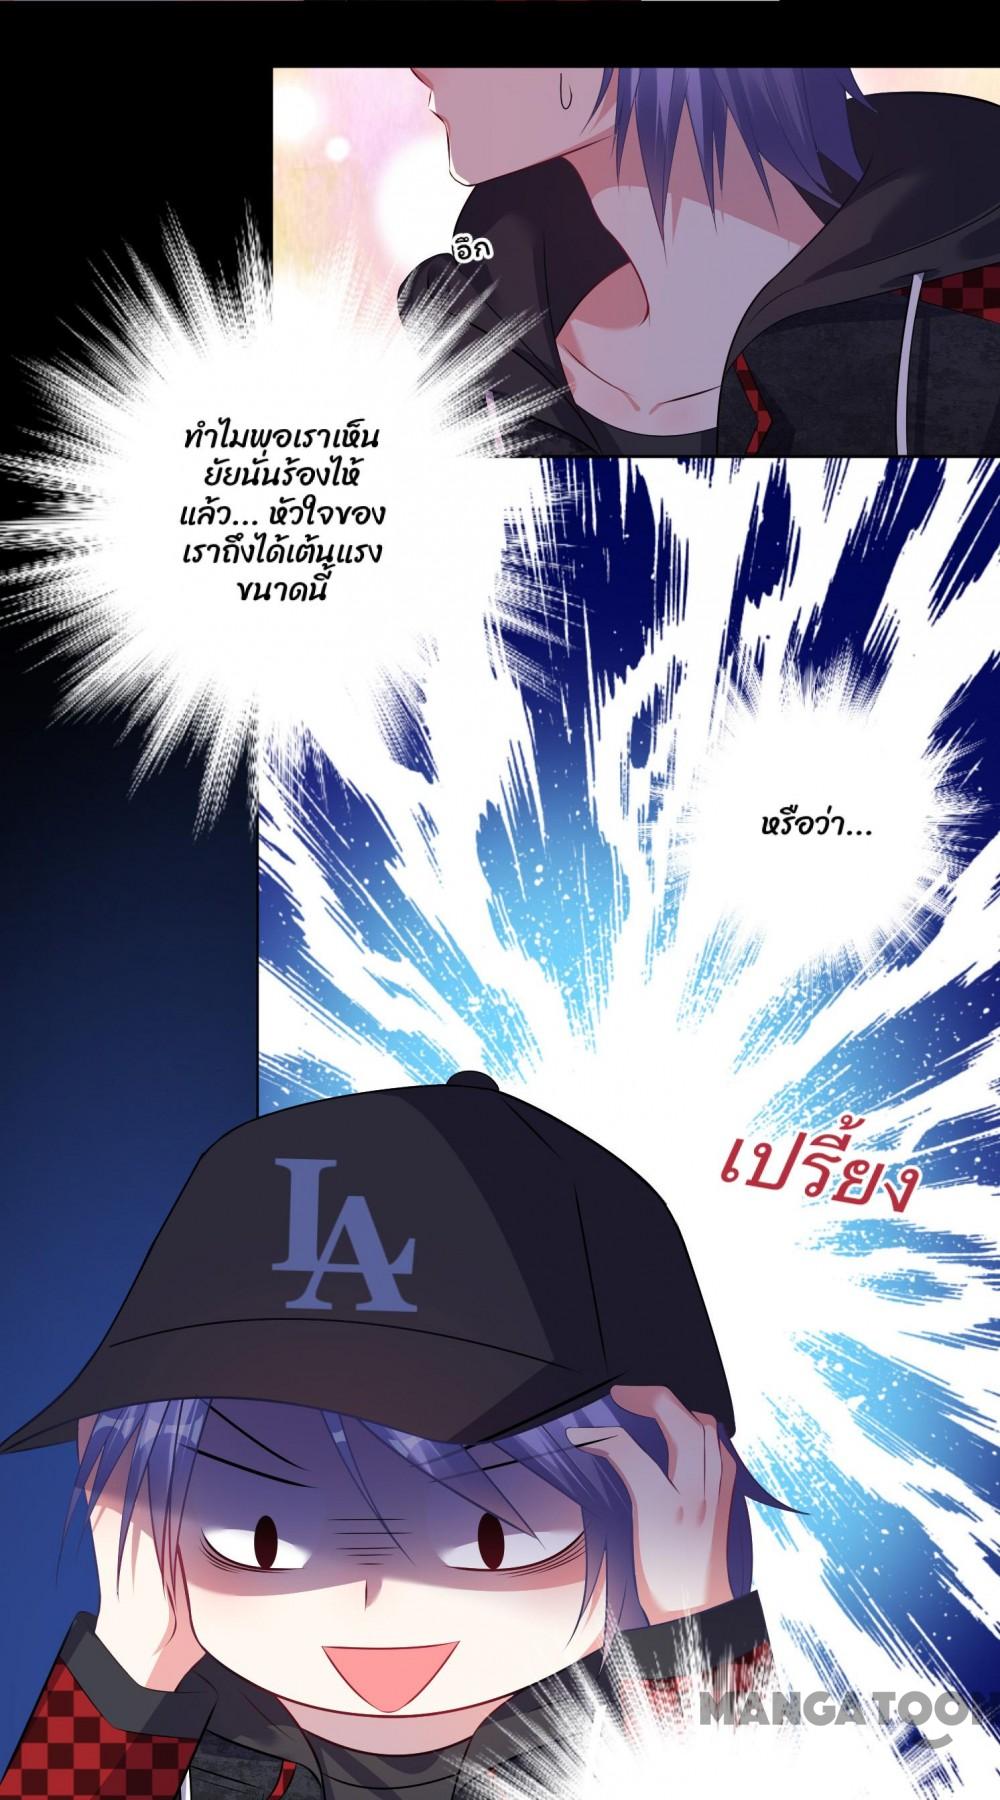 อึก
ทำไมพอเราเห็น
ยัยนั่นร้องไห้
แล้ว... หัวใจของ
เราถึงได้เต้นแรง
ขนาดนี้
หรือว่า...
เปรี้ยง
LA
MANGATOON